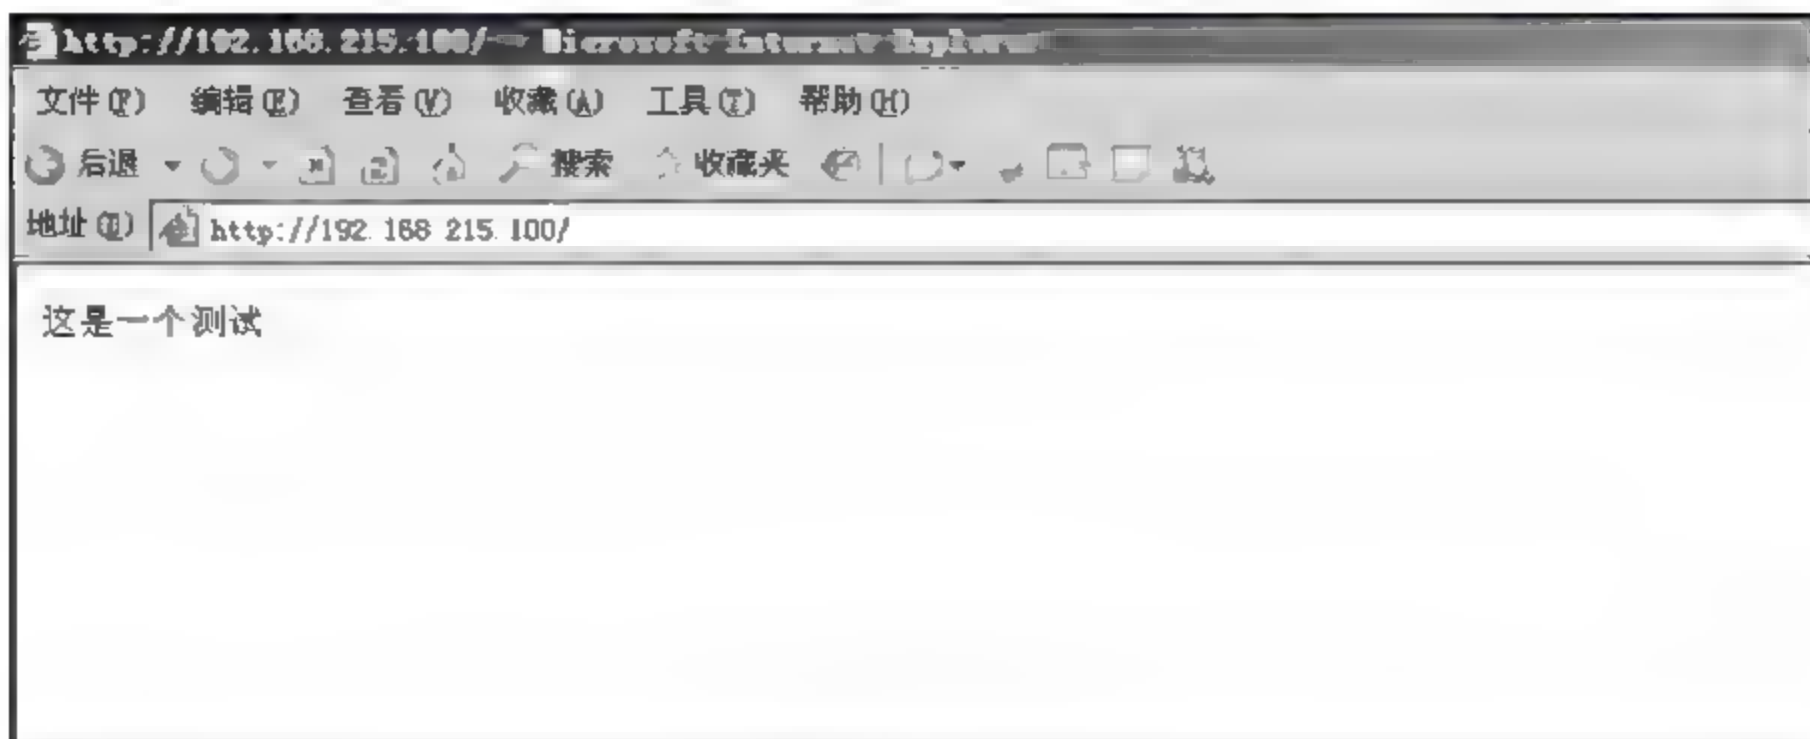 http://192.168.215.100/ - Microsoft Internet Explorer
文件(F) 编辑(E) 查看(V) 收藏(A) 工具(T) 帮助(H)
后退 搜索 收藏夹
地址(D) http://192.168.215.100/
这是一个测试